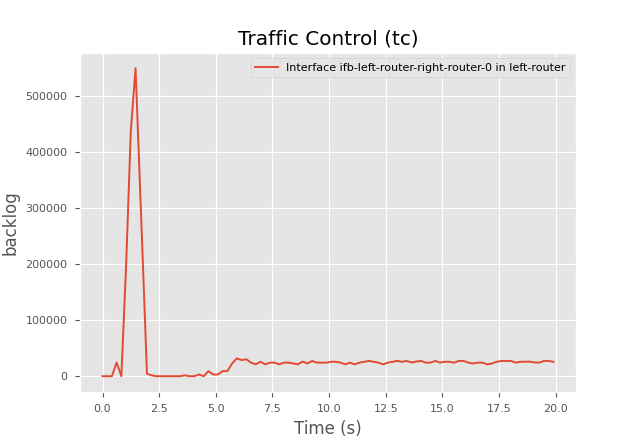 Traffic Control (tc)
Interface ifb-left-router-right-router-0 in left-router
backlog
500000
400000
300000
200000
100000
0
0.0 2.5 5.0 7.5 10.0 12.5 15.0 17.5 20.0
Time (s)